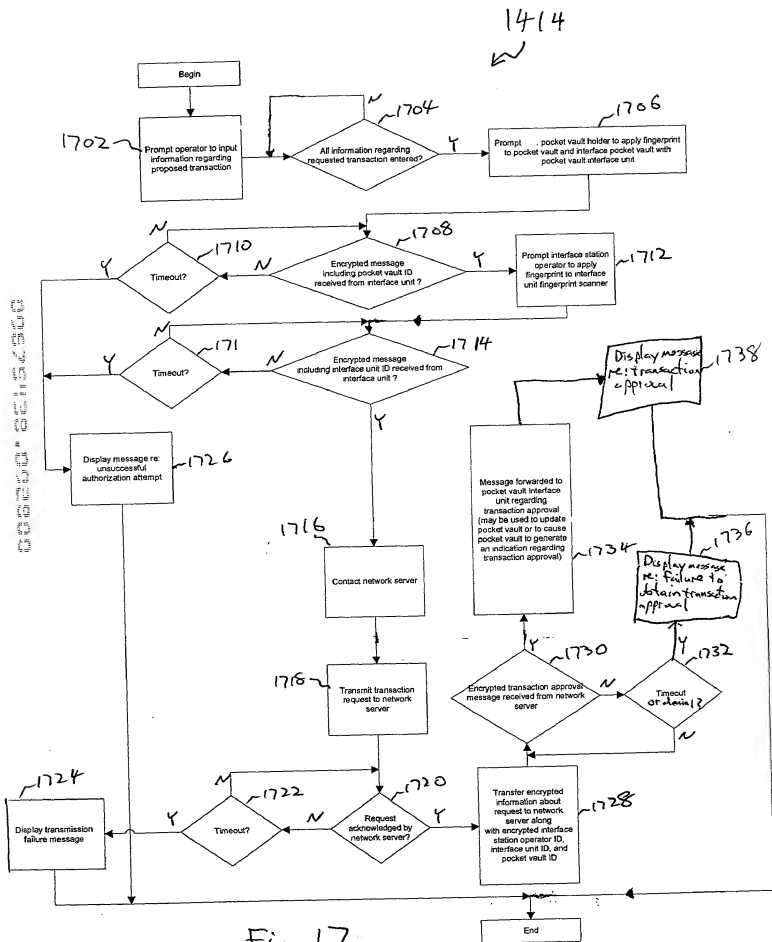 1414
Begin
1702
Prompt operator to input
information regarding
proposed transaction
N
1704
All information regarding
requested transaction entered?
Y
1706
Prompt . pocket vault holder to apply fingerprint
to pocket vault and interface pocket vault with
pocket vault interface unit
N
1710
Timeout?
Y
N
1708
Encrypted message
including pocket vault ID
received from interface unit ?
Y
Prompt interface station
operator to apply
fingerprint to interface
unit fingerprint scanner
1712
N
171
Timeout?
Y
N
1714
Encrypted message
including interface unit ID received from
interface unit ?
Y
Display message
re: transaction
approval
1738
Display message re:
unsuccessful
authorization attempt
1726
Message forwarded to
pocket vault interface
unit regarding
transaction approval
(may be used to update
pocket vault or to cause
pocket vault to generate
an indication regarding
transaction approval)
1734
1736
Display message
re: failure to
obtain transaction
approval
1716
Contact network server
Y
1730
Encrypted transaction approval
message received from network
server
N
Y
1732
Timeout
or denial?
N
1718
Transmit transaction
request to network
server
1724
Display transmission
failure message
N
1722
Timeout?
Y
N
1720
Request
acknowledged by
network server?
Y
Transfer encrypted
information about
request to network
server along
with encrypted interface
station operator ID,
interface unit ID, and
pocket vault ID
1728
End
Fig. 17